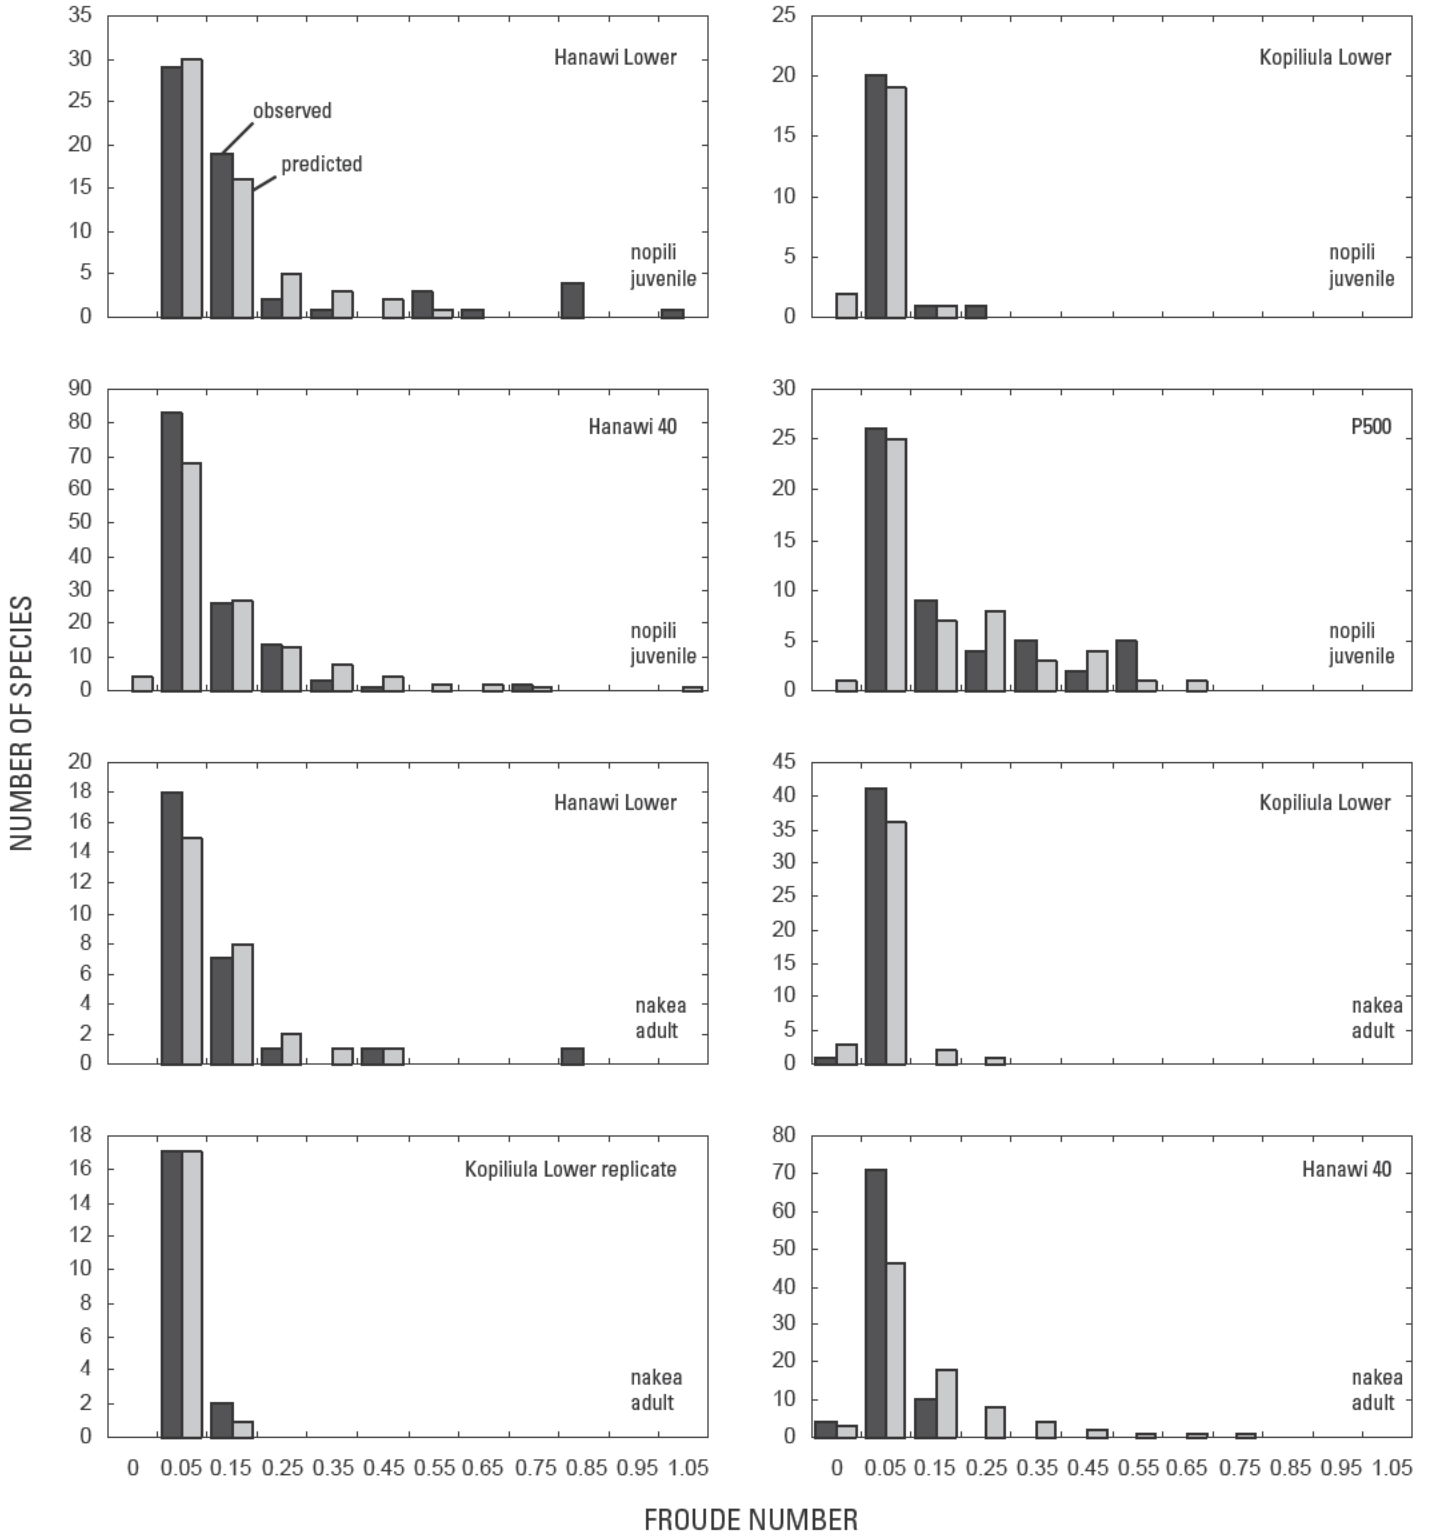 NUMBER OF SPECIES
35
30
25
20
15
10
5
0
Hanawi Lower
observed
predicted
nopili
juvenile
25
20
15
10
5
0
Kopiliula Lower
nopili
juvenile
90
80
70
60
50
40
30
20
10
0
Hanawi 40
nopili
juvenile
30
25
20
15
10
5
0
P500
nopili
juvenile
20
18
16
14
12
10
8
6
4
2
0
Hanawi Lower
nakea
adult
45
40
35
30
25
20
15
10
5
0
Kopiliula Lower
nakea
adult
18
16
14
12
10
8
6
4
2
0
Kopiliula Lower replicate
nakea
adult
0 0.05 0.15 0.25 0.35 0.45 0.55 0.65 0.75 0.85 0.95 1.05
80
70
60
50
40
30
20
10
0
Hanawi 40
nakea
adult
0 0.05 0.15 0.25 0.35 0.45 0.55 0.65 0.75 0.85 0.95 1.05
FROUDE NUMBER